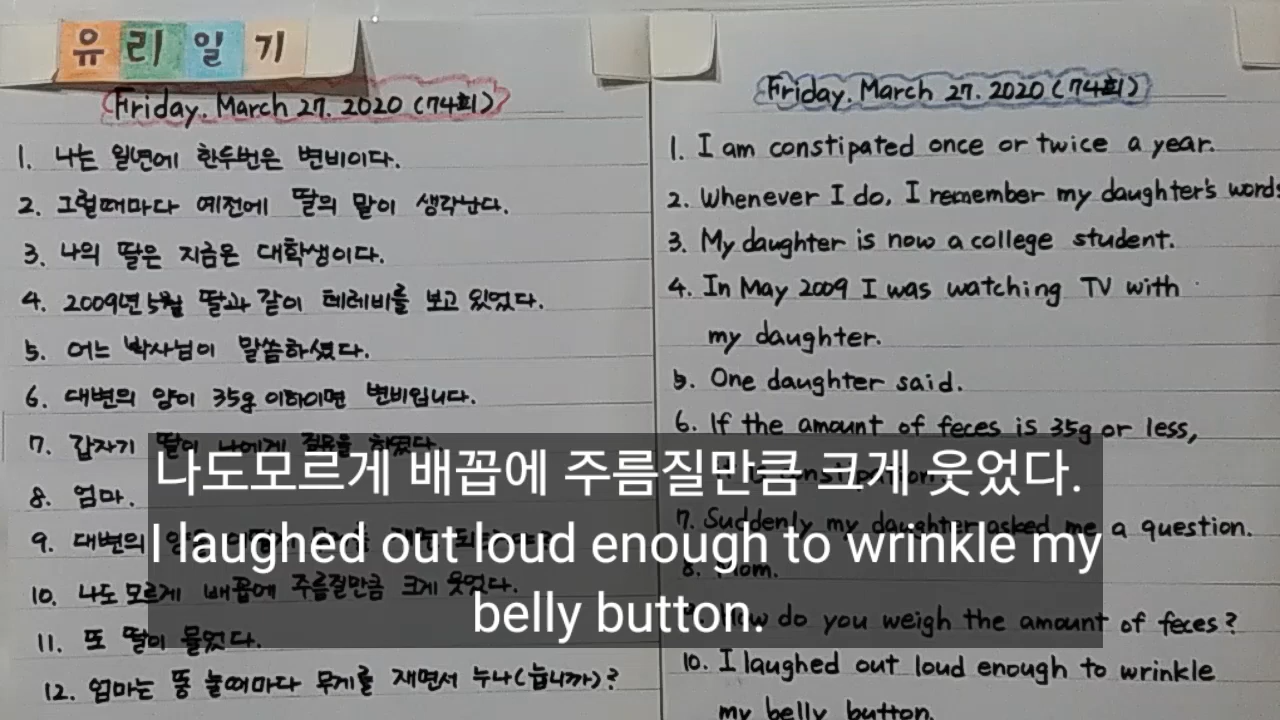 유리일기
Friday. March 27. 2020 (74회)
1. 나는 일년에 한두번은 변비이다.
2. 그럴때마다 예전에 딸의 말이 생각난다.
3. 나의 딸은 지금은 대학생이다.
4. 2009년 5월 딸과 같이 테레비를 보고 있었다.
5. 어느 박사님이 말씀하셨다.
6. 대변의 양이 35g 이하이면 변비입니다.
7. 갑자기 딸이 나에게 질문을 하였다.
8. 엄마.
9. 대변의
10. 나도 모르게 배꼽에 주름질만큼 크게 웃었다.
11. 또 딸이 물었다.
12. 엄마는 똥 눌때마다 무게를 재면서 누나(눕니까)?
Friday. March 27. 2020 (74회)
1. I am constipated once or twice a year.
2. Whenever I do, I remember my daughter's words
3. My daughter is now a college student.
4. In May 2009 I was watching TV with
my daughter.
5. One daughter said.
6. If the amount of feces is 35g or less,
constipation.
7. Suddenly my daughter asked me a question.
8. Mom.
9. How do you weigh the amount of feces?
10. I laughed out loud enough to wrinkle
my belly button.
나도모르게 배꼽에 주름질만큼 크게 웃었다.
I laughed out loud enough to wrinkle my
belly button.